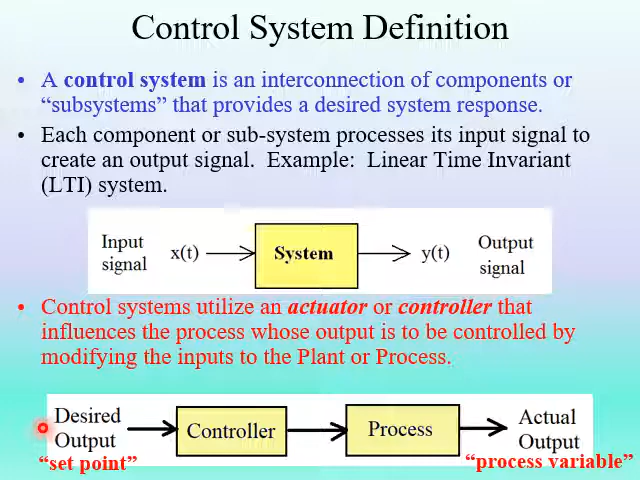 Control System Definition
• A control system is an interconnection of components or
“subsystems” that provides a desired system response.
• Each component or sub-system processes its input signal to
create an output signal. Example: Linear Time Invariant
(LTI) system.
Input
signal
x(t)
System
y(t)
Output
signal
• Control systems utilize an actuator or controller that
influences the process whose output is to be controlled by
modifying the inputs to the Plant or Process.
Desired
Output
Controller
Process
Actual
Output
“set point”
“process variable”